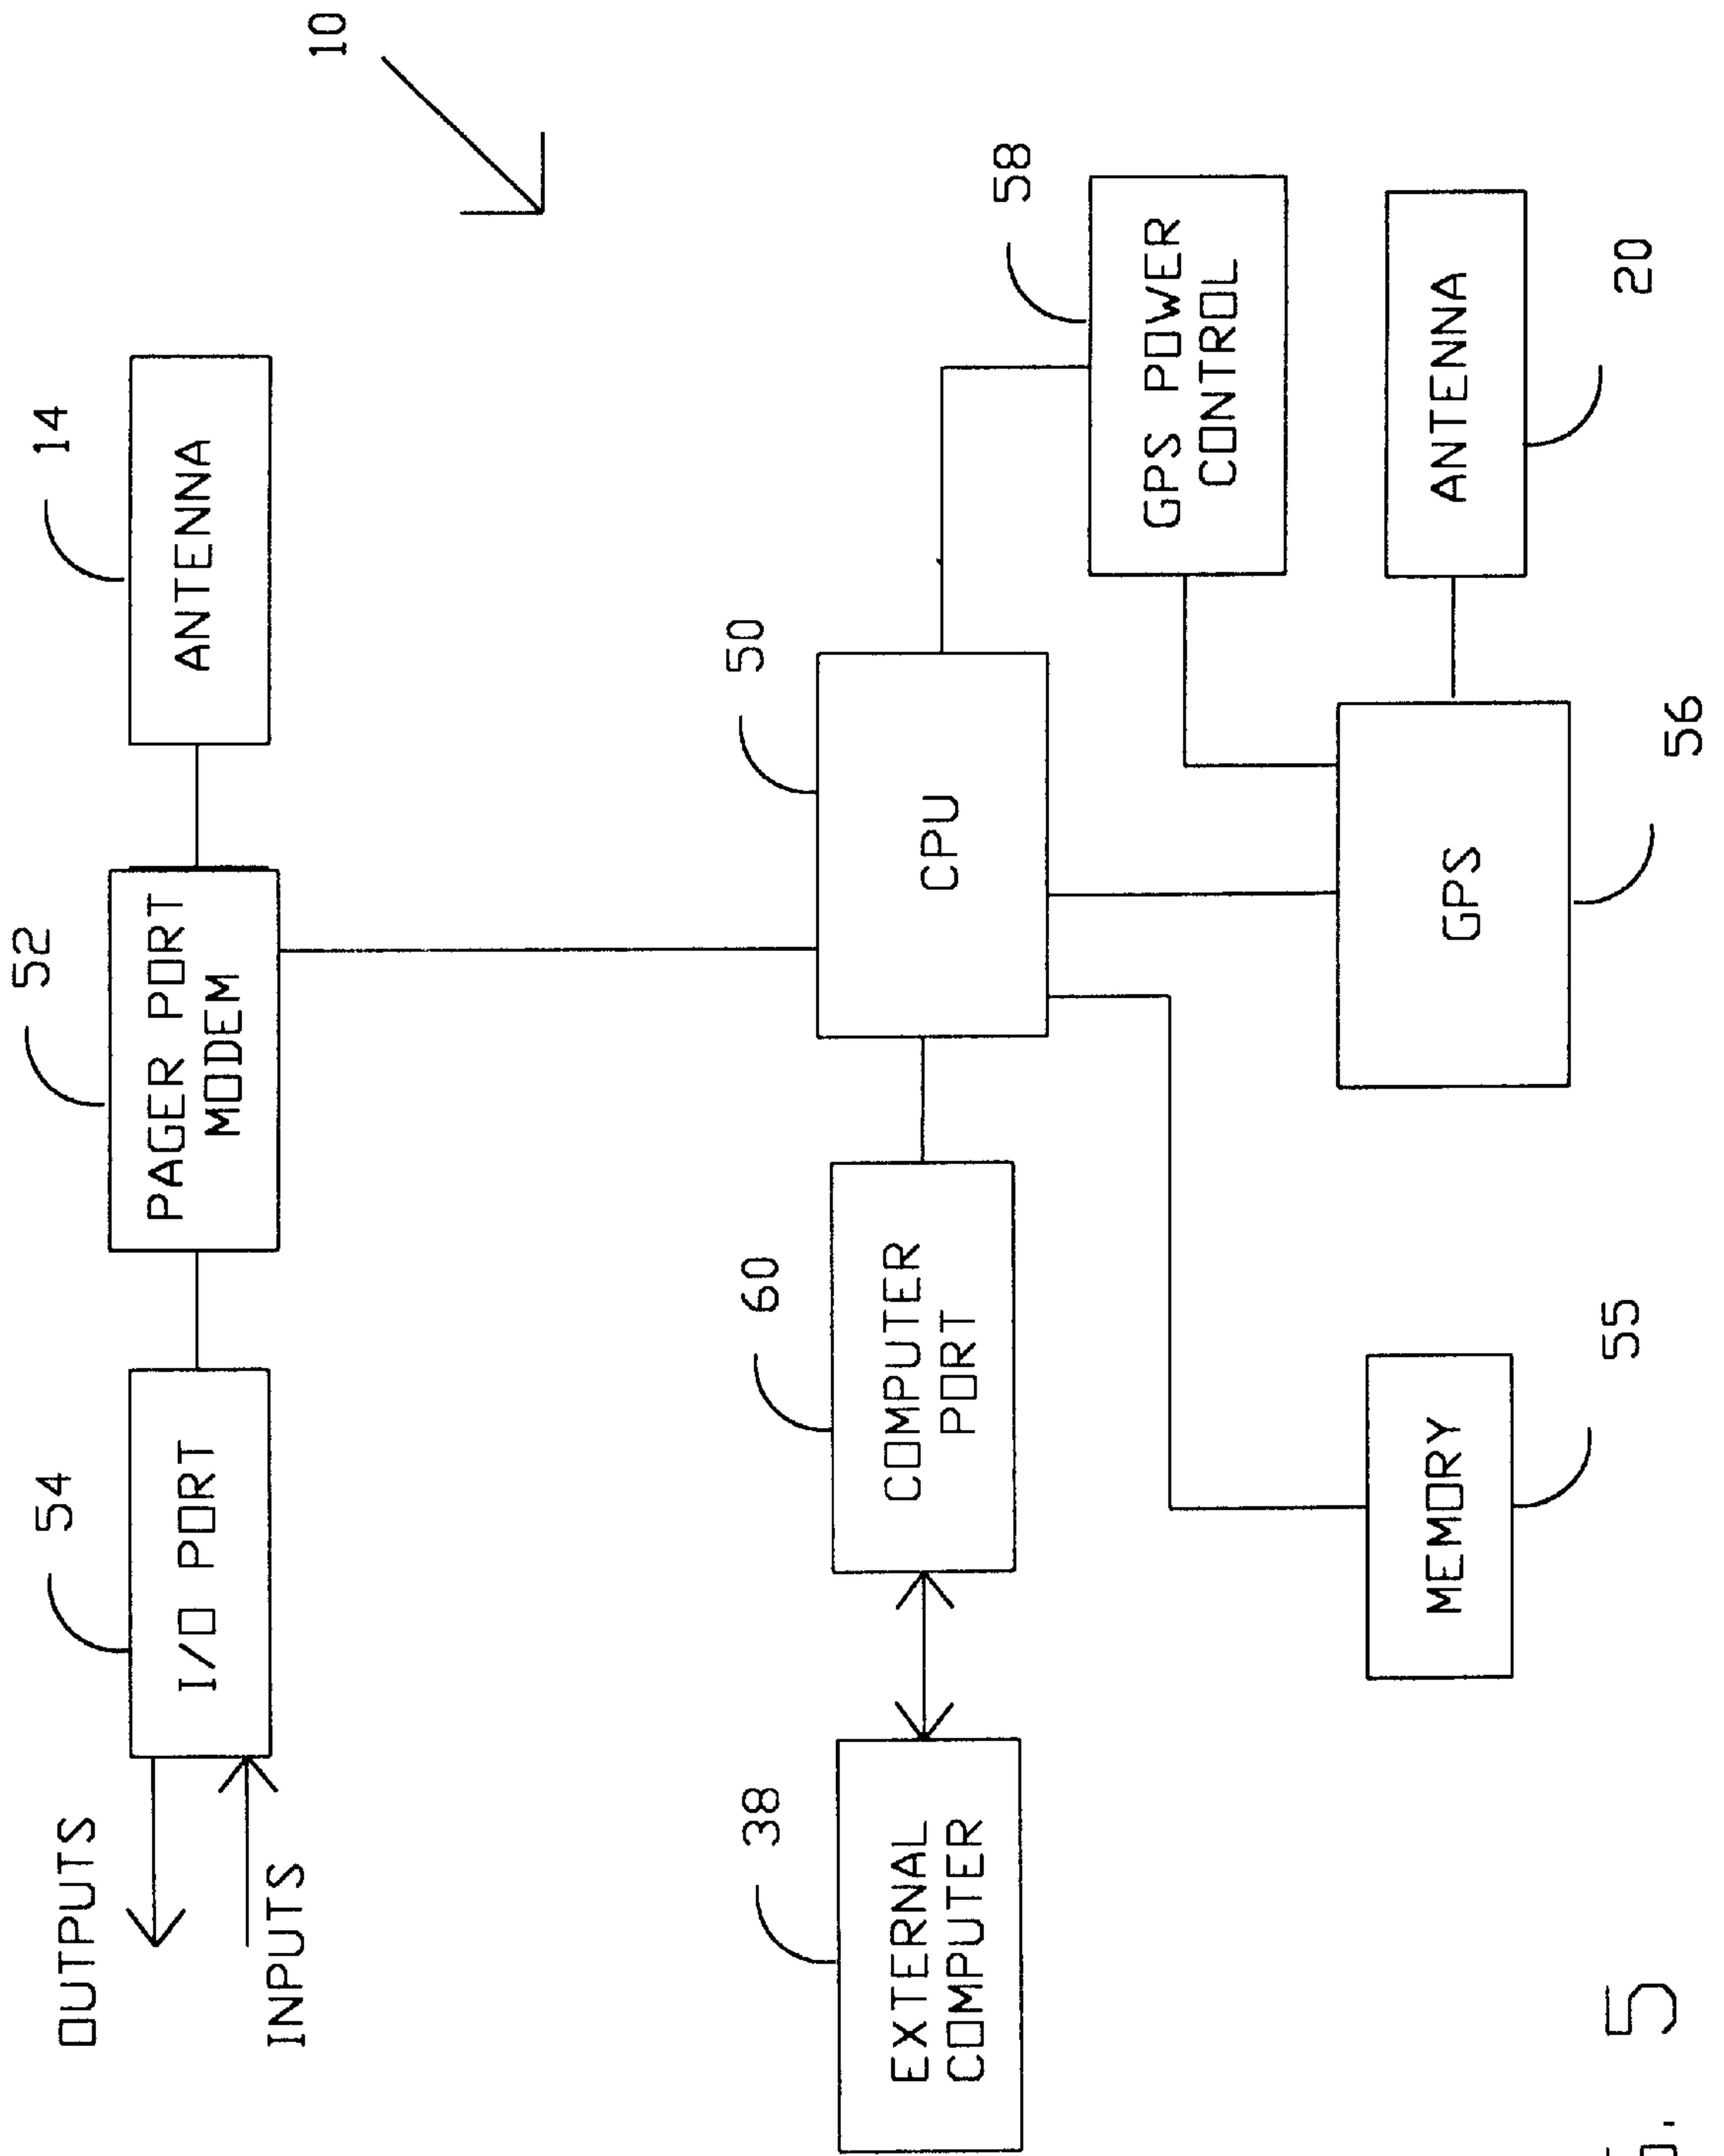 10
14
52
54
OUTPUTS
INPUTS
I/O PORT
PAGER PORT
MODEM
ANTENNA
38
60
50
58
EXTERNAL
COMPUTER
COMPUTER
PORT
CPU
GPS POWER
CONTROL
MEMORY
GPS
ANTENNA
55
56
20
5